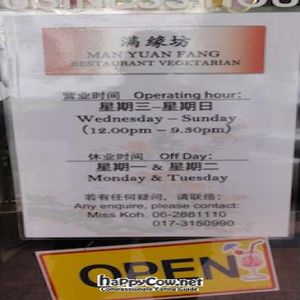 BUSINESS HOUR
满缘坊
MAN YUAN FANG
RESTAURANT VEGETARIAN
营业时间 Operating hour:
星期三-星期日
Wednesday – Sunday
(12.00pm – 9.30pm)
休业时间 Off Day:
星期一 & 星期二
Monday & Tuesday
若有任何疑问, 请联络:
Any enquire, please contact:
Miss Koh 06-2881110
017-3150990
OPEN
happyCow.net
Compassionate Eating Guide